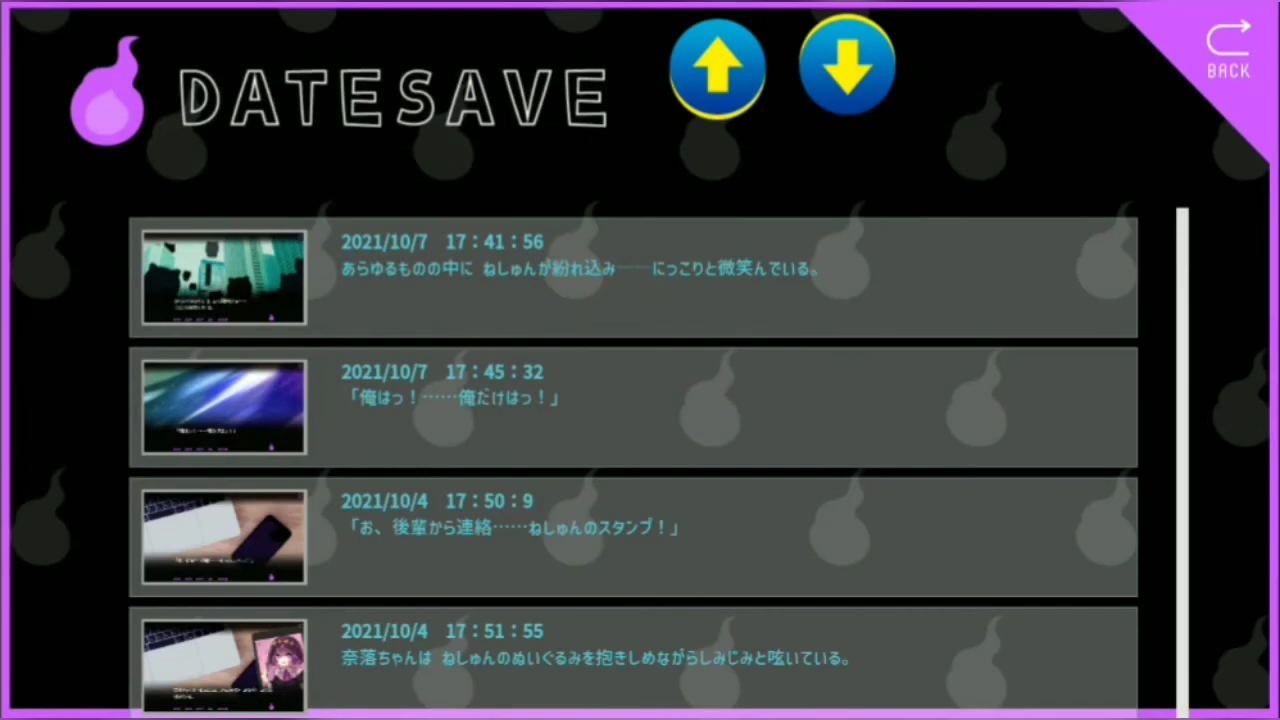 DATESAVE
BACK
2021/10/7 17：41：56
あらゆるものの中に ねしゅんが紛れ込み──にっこりと微笑んでいる。
2021/10/7 17：45：32
「俺はっ！……俺だけはっ！」
2021/10/4 17：50：9
「お、後輩から連絡……ねしゅんのスタンプ！」
2021/10/4 17：51：55
奈落ちゃんは ねしゅんのぬいぐるみを抱きしめながらしみじみと呟いている。